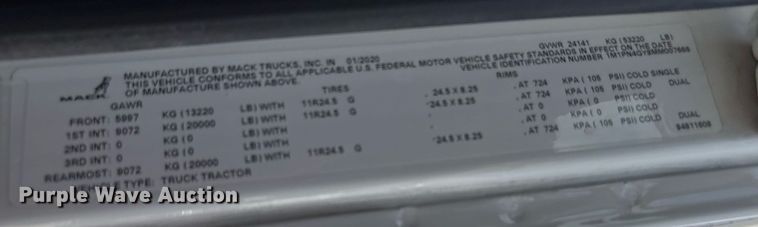 MACK
MANUFACTURED BY MACK TRUCKS, INC. IN 01/2020 GVWR 24141 KG (53220 LB)
THIS VEHICLE CONFORMS TO ALL APPLICABLE U.S. FEDERAL MOTOR VEHICLE SAFETY STANDARDS IN EFFECT ON THE DATE
OF MANUFACTURE SHOWN ABOVE. VEHICLE IDENTIFICATION NUMBER
GAWR TIRES RIMS
FRONT: 5997 KG (13220 LB) WITH 11R24.5 G , 24.5 X 8.25 , AT 724 KPA ( 105 PSI) COLD SINGLE
1ST INT: 9072 KG (20000 LB) WITH 11R24.5 G , 24.5 X 8.25 , AT 724 KPA ( 105 PSI) COLD DUAL
2ND INT: 0 KG (0 LB) WITH , , AT 0 KPA ( 0 PSI) COLD
3RD INT: 0 KG (0 LB) WITH , , AT 0 KPA ( 0 PSI) COLD
REARMOST: 9072 KG (20000 LB) WITH 11R24.5 G , 24.5 X 8.25 , AT 724 KPA ( 105 PSI) COLD DUAL
VEHICLE TYPE: TRUCK TRACTOR
Purple Wave Auction